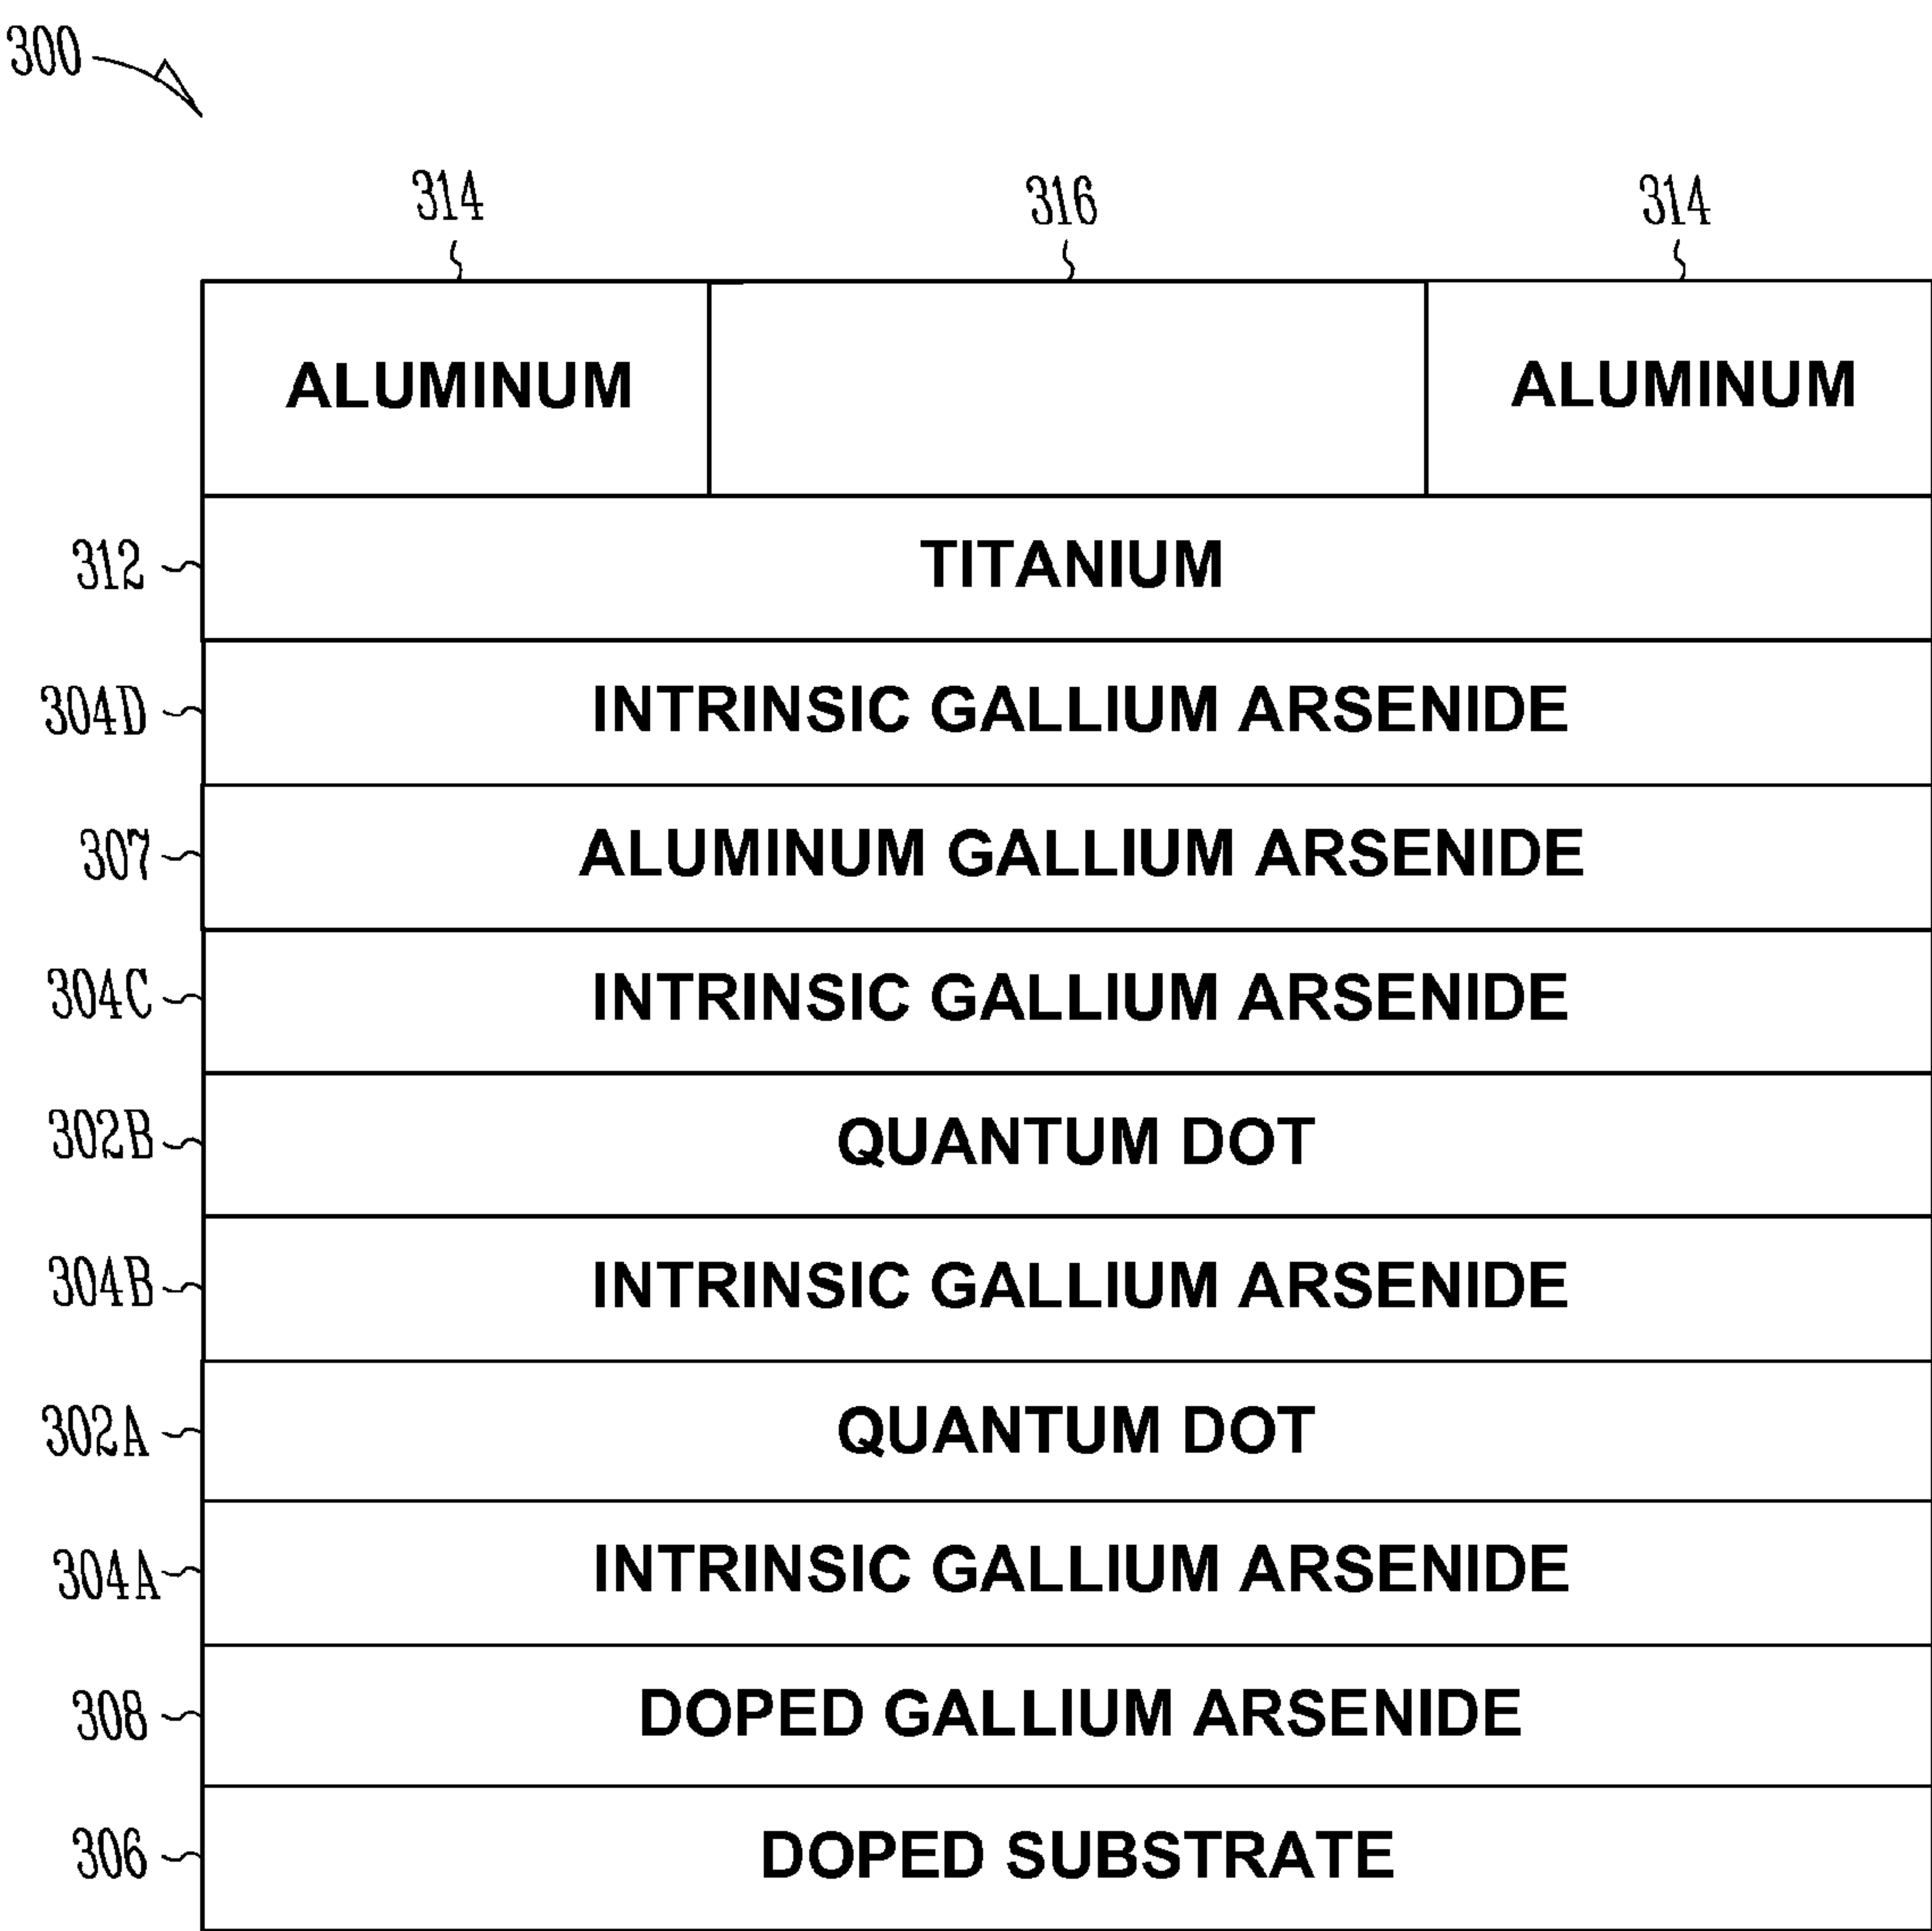 300
314 316 314
ALUMINUM ALUMINUM
312 TITANIUM
304D INTRINSIC GALLIUM ARSENIDE
307 ALUMINUM GALLIUM ARSENIDE
304C INTRINSIC GALLIUM ARSENIDE
302B QUANTUM DOT
304B INTRINSIC GALLIUM ARSENIDE
302A QUANTUM DOT
304A INTRINSIC GALLIUM ARSENIDE
308 DOPED GALLIUM ARSENIDE
306 DOPED SUBSTRATE